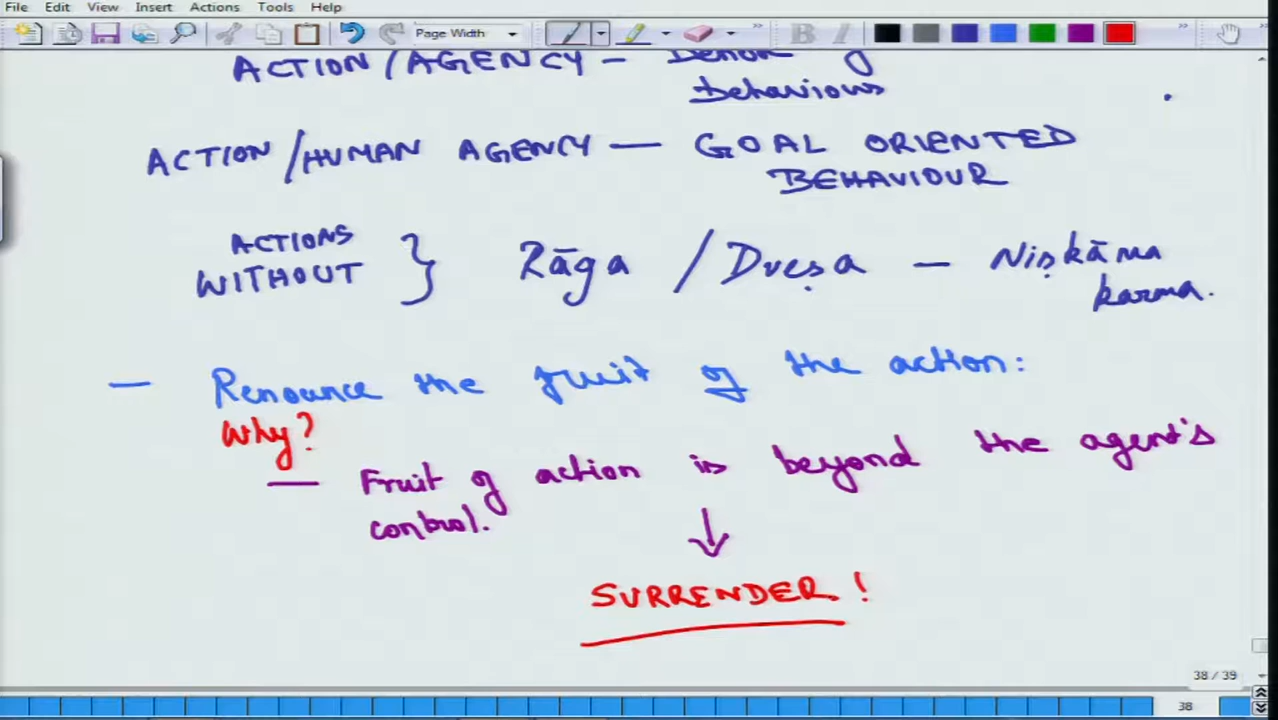 File Edit View Insert Actions Tools Help
Page Width
ACTION/AGENCY –
Behaviours
ACTION/HUMAN AGENCY — GOAL ORIENTED
BEHAVIOUR
ACTIONS
WITHOUT } Rāga / Dveṣa — Niṣkāma
karma.
— Renounce the fruit of the action:
Why?
— Fruit of action is beyond the agent's
control.
↓
SURRENDER!
38 / 39
38